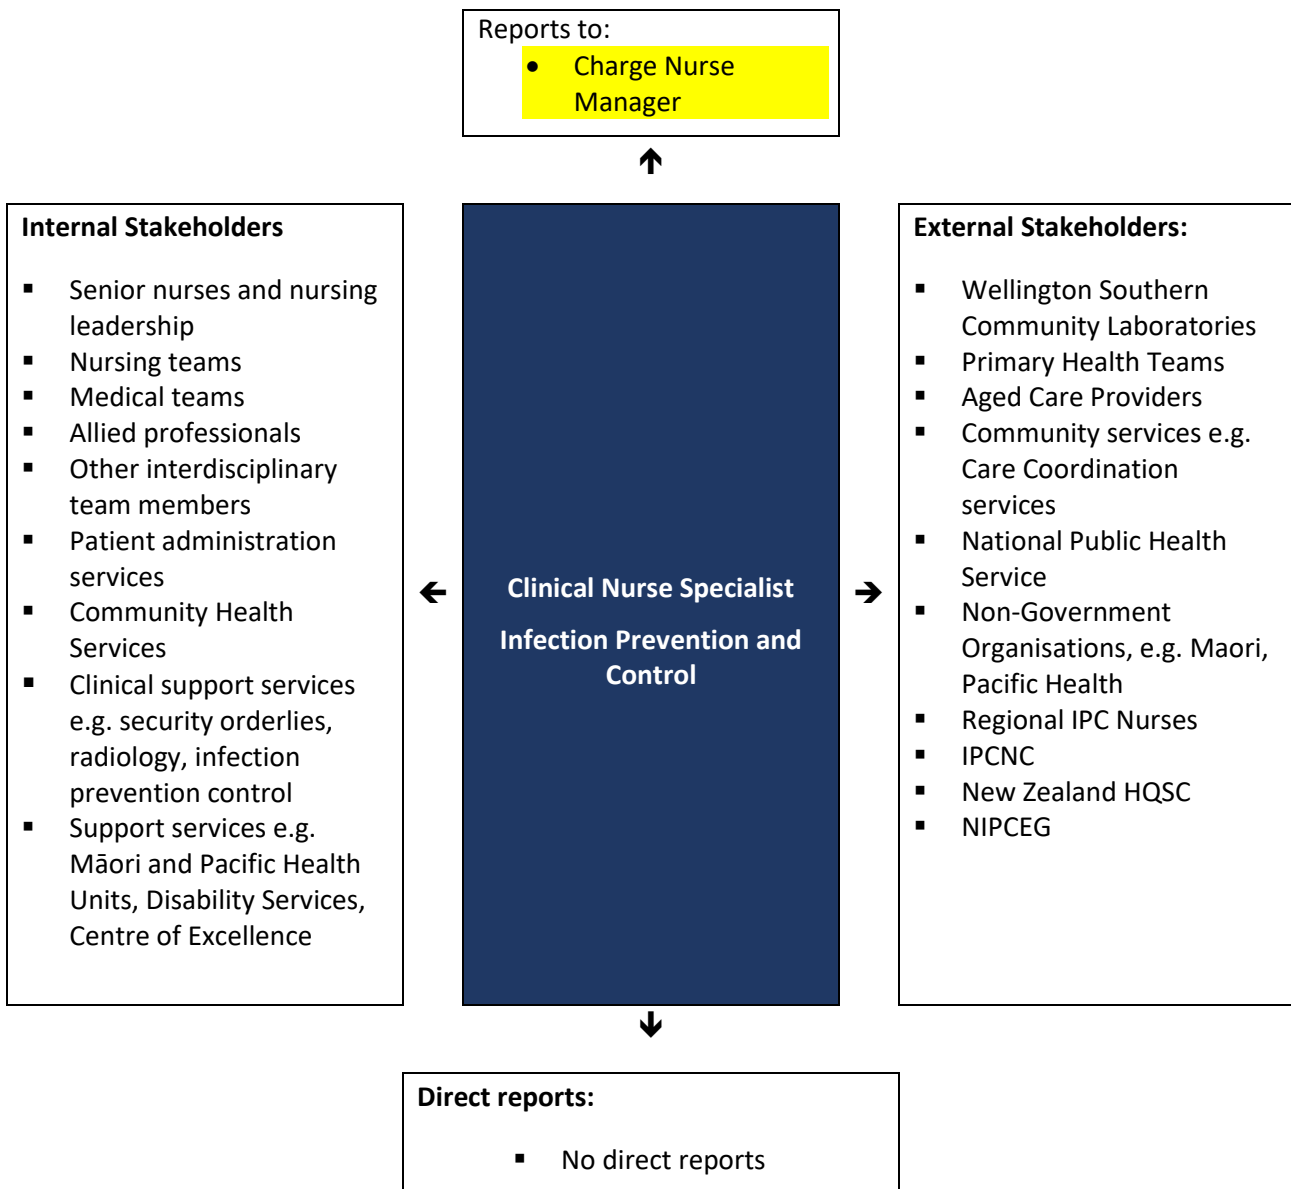 Reports to:
• Charge Nurse
Manager
Internal Stakeholders
▪ Senior nurses and nursing
leadership
▪ Nursing teams
▪ Medical teams
▪ Allied professionals
▪ Other interdisciplinary
team members
▪ Patient administration
services
▪ Community Health
Services
▪ Clinical support services
e.g. security orderlies,
radiology, infection
prevention control
▪ Support services e.g.
Māori and Pacific Health
Units, Disability Services,
Centre of Excellence
Clinical Nurse Specialist
Infection Prevention and
Control
External Stakeholders:
▪ Wellington Southern
Community Laboratories
▪ Primary Health Teams
▪ Aged Care Providers
▪ Community services e.g.
Care Coordination
services
▪ National Public Health
Service
▪ Non-Government
Organisations, e.g. Maori,
Pacific Health
▪ Regional IPC Nurses
▪ IPCNC
▪ New Zealand HQSC
▪ NIPCEG
Direct reports:
▪ No direct reports